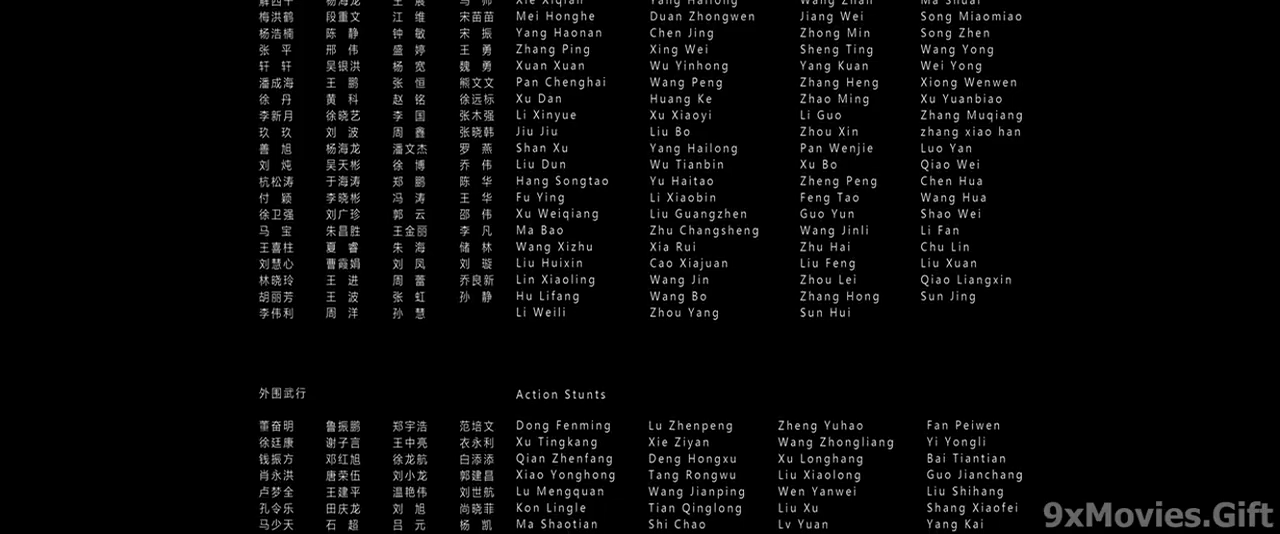 Xie Xiqian Yang Hailong Wang Zhan Ma Shuai
梅洪鹤 段重文 江 维 宋苗苗 Mei Honghe Duan Zhongwen Jiang Wei Song Miaomiao
杨浩楠 陈 静 钟 敏 宋 振 Yang Haonan Chen Jing Zhong Min Song Zhen
张 平 邢 伟 盛 婷 王 勇 Zhang Ping Xing Wei Sheng Ting Wang Yong
轩 轩 吴银洪 杨 宽 魏 勇 Xuan Xuan Wu Yinhong Yang Kuan Wei Yong
潘成海 王 鹏 张 恒 熊文文 Pan Chenghai Wang Peng Zhang Heng Xiong Wenwen
徐 丹 黄 科 赵 铭 徐远标 Xu Dan Huang Ke Zhao Ming Xu Yuanbiao
李新月 徐晓艺 李 国 张木强 Li Xinyue Xu Xiaoyi Li Guo Zhang Muqiang
玖 玖 刘 波 周 鑫 张晓韩 Jiu Jiu Liu Bo Zhou Xin zhang xiao han
善 旭 杨海龙 潘文杰 罗 燕 Shan Xu Yang Hailong Pan Wenjie Luo Yan
刘 炖 吴天彬 徐 博 乔 伟 Liu Dun Wu Tianbin Xu Bo Qiao Wei
杭松涛 于海涛 郑 鹏 陈 华 Hang Songtao Yu Haitao Zheng Peng Chen Hua
付 颖 李晓彬 冯 涛 王 华 Fu Ying Li Xiaobin Feng Tao Wang Hua
徐卫强 刘广珍 郭 云 邵 伟 Xu Weiqiang Liu Guangzhen Guo Yun Shao Wei
马 宝 朱昌胜 王金丽 李 凡 Ma Bao Zhu Changsheng Wang Jinli Li Fan
王喜柱 夏 睿 朱 海 储 林 Wang Xizhu Xia Rui Zhu Hai Chu Lin
刘慧心 曹霞娟 刘 凤 刘 璇 Liu Huixin Cao Xiajuan Liu Feng Liu Xuan
林晓玲 王 进 周 蕾 乔良新 Lin Xiaoling Wang Jin Zhou Lei Qiao Liangxin
胡丽芳 王 波 张 虹 孙 静 Hu Lifang Wang Bo Zhang Hong Sun Jing
李伟利 周 洋 孙 慧 Li Weili Zhou Yang Sun Hui
外围武行 Action Stunts
董奋明 鲁振鹏 郑宇浩 范培文 Dong Fenming Lu Zhenpeng Zheng Yuhao Fan Peiwen
徐廷康 谢子言 王中亮 衣永利 Xu Tingkang Xie Ziyan Wang Zhongliang Yi Yongli
钱振方 邓红旭 徐龙航 白添添 Qian Zhenfang Deng Hongxu Xu Longhang Bai Tiantian
肖永洪 唐荣伍 刘小龙 郭建昌 Xiao Yonghong Tang Rongwu Liu Xiaolong Guo Jianchang
卢梦全 王建平 温艳伟 刘世航 Lu Mengquan Wang Jianping Wen Yanwei Liu Shihang
孔令乐 田庆龙 刘 旭 尚晓菲 Kon Lingle Tian Qinglong Liu Xu Shang Xiaofei
马少天 石 超 吕 元 杨 凯 Ma Shaotian Shi Chao Lv Yuan Yang Kai
9xMovies.Gift